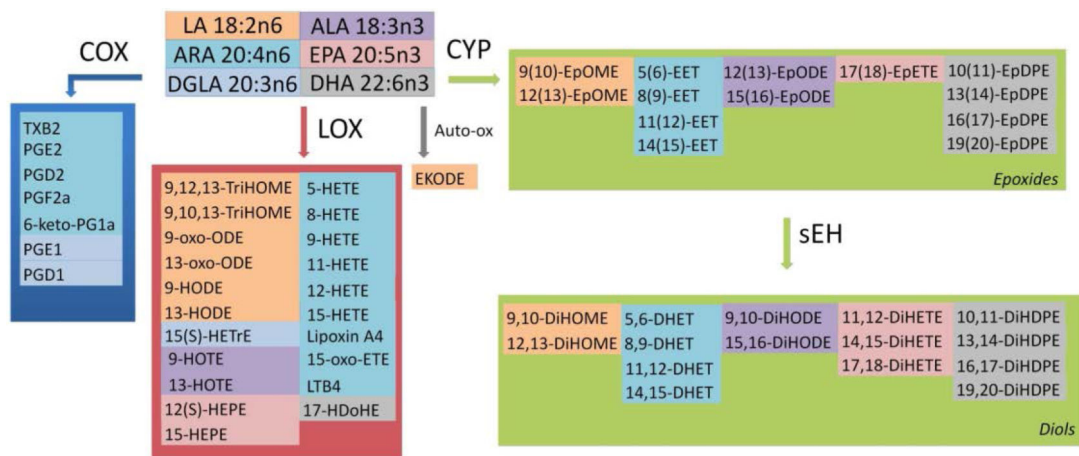 LA 18:2n6
ALA 18:3n3
ARA 20:4n6
EPA 20:5n3
DGLA 20:3n6
DHA 22:6n3
COX
TXB2
PGE2
PGD2
PGF2a
6-keto-PG1a
PGE1
PGD1
LOX
9,12,13-TriHOME
9,10,13-TriHOME
9-oxo-ODE
13-oxo-ODE
9-HODE
13-HODE
15(S)-HETrE
9-HOTE
13-HOTE
12(S)-HEPE
15-HEPE
5-HETE
8-HETE
9-HETE
11-HETE
12-HETE
15-HETE
Lipoxin A4
15-oxo-ETE
LTB4
17-HDoHE
Auto-ox
EKODE
CYP
9(10)-EpOME
12(13)-EpOME
5(6)-EET
8(9)-EET
11(12)-EET
14(15)-EET
12(13)-EpODE
15(16)-EpODE
17(18)-EpETE
10(11)-EpDPE
13(14)-EpDPE
16(17)-EpDPE
19(20)-EpDPE
Epoxides
sEH
9,10-DiHOME
12,13-DiHOME
5,6-DHET
8,9-DHET
11,12-DHET
14,15-DHET
9,10-DiHODE
15,16-DiHODE
11,12-DiHETE
14,15-DiHETE
17,18-DiHETE
10,11-DiHDPE
13,14-DiHDPE
16,17-DiHDPE
19,20-DiHDPE
Diols